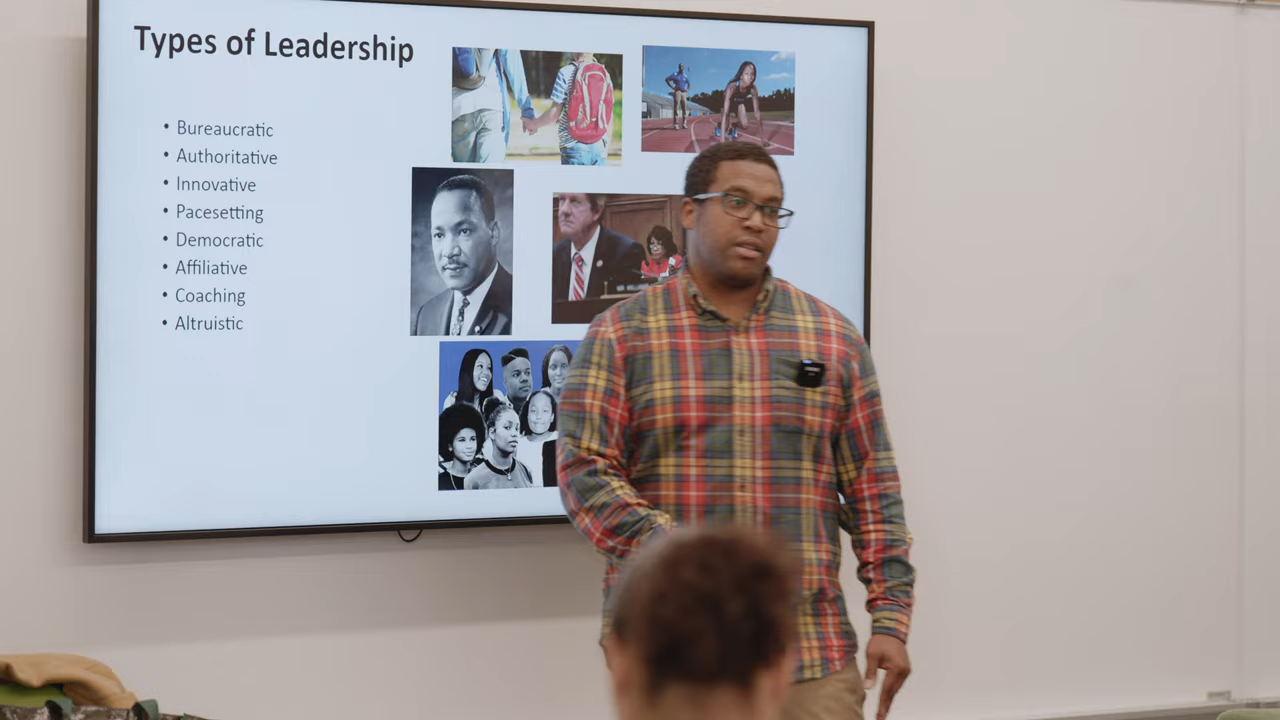 Types of Leadership
• Bureaucratic
• Authoritative
• Innovative
• Pacesetting
• Democratic
• Affiliative
• Coaching
• Altruistic